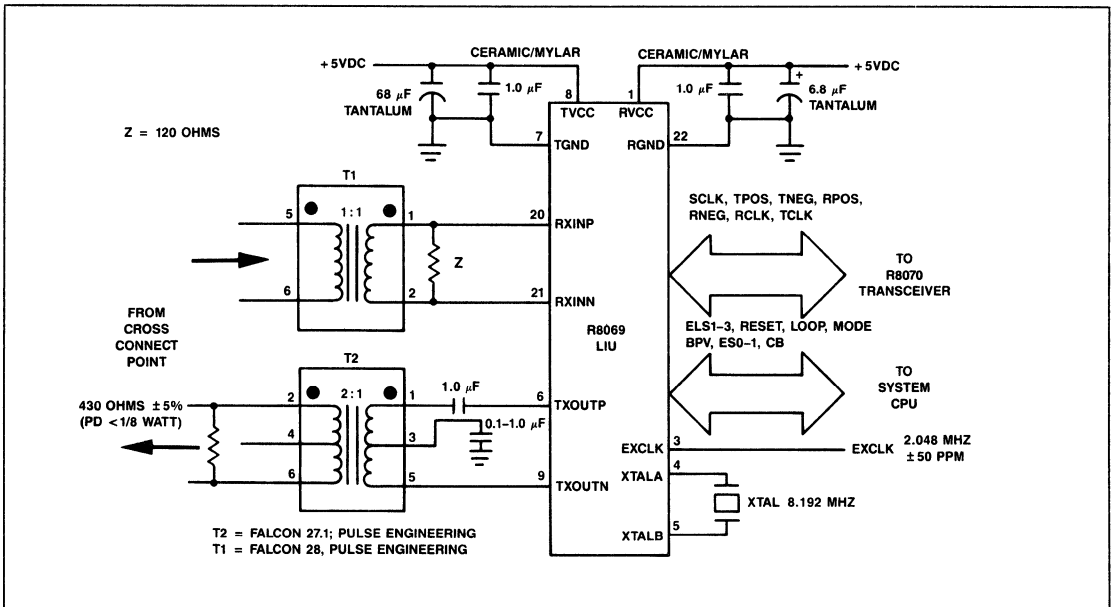 CERAMIC/MYLAR
CERAMIC/MYLAR
+5VDC
+5VDC
68 µF
TANTALUM
1.0 µF
8
1
1.0 µF
+
6.8 µF
TANTALUM
TVCC
RVCC
Z = 120 OHMS
7
TGND
RGND
22
T1
5
1:1
1
20
RXINP
Z
6
2
21
RXINN
SCLK, TPOS, TNEG, RPOS,
RNEG, RCLK, TCLK
TO
R8070
TRANSCEIVER
FROM
CROSS
CONNECT
POINT
R8069
LIU
ELS1-3, RESET, LOOP, MODE
BPV, ES0-1, CB
TO
SYSTEM
CPU
T2
430 OHMS ±5%
(PD <1/8 WATT)
2
2:1
1
1.0 µF
6
TXOUTP
4
3
0.1-1.0 µF
6
5
9
TXOUTN
EXCLK
3
EXCLK
2.048 MHZ
±50 PPM
XTALA
4
XTAL 8.192 MHZ
XTALB
5
T2 = FALCON 27.1; PULSE ENGINEERING
T1 = FALCON 28, PULSE ENGINEERING